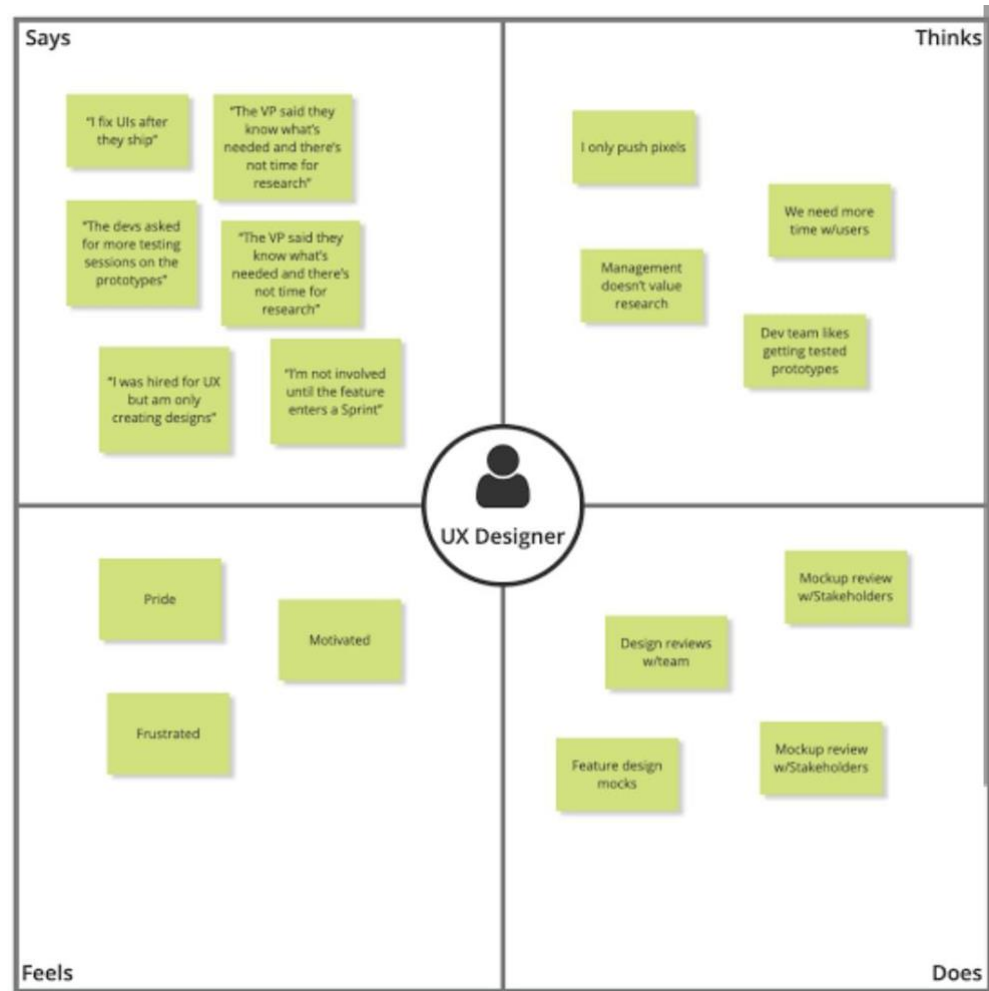 Says
"I fix UIs after
they ship"
"The VP said they
know what's
needed and there's
not time for
research"
"The devs asked
for more testing
sessions on the
prototypes"
"The VP said they
know what's
needed and there's
not time for
research"
"I was hired for UX
but am only
creating designs"
"I'm not involved
until the feature
enters a Sprint"
Thinks
I only push pixels
We need more
time w/users
Management
doesn't value
research
Dev team likes
getting tested
prototypes
UX Designer
Pride
Motivated
Frustrated
Feels
Mockup review
w/Stakeholders
Design reviews
w/team
Feature design
mocks
Mockup review
w/Stakeholders
Does